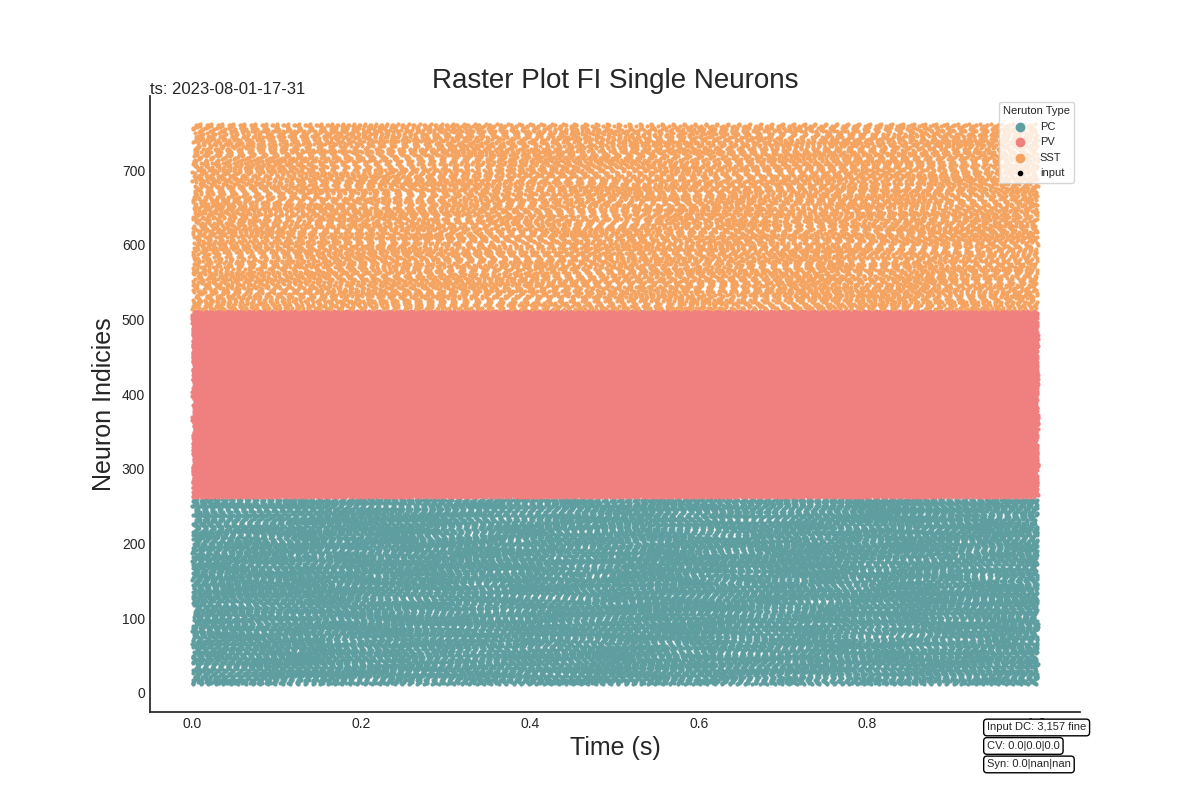 Raster Plot FI Single Neurons
ts: 2023-08-01-17-31
Neruton Type
PC
PV
SST
input
Neuron Indicies
700
600
500
400
300
200
100
0
0.0 0.2 0.4 0.6 0.8
Time (s)
Input DC: 3,157 fine
CV: 0.0|0.0|0.0
Syn: 0.0|nan|nan